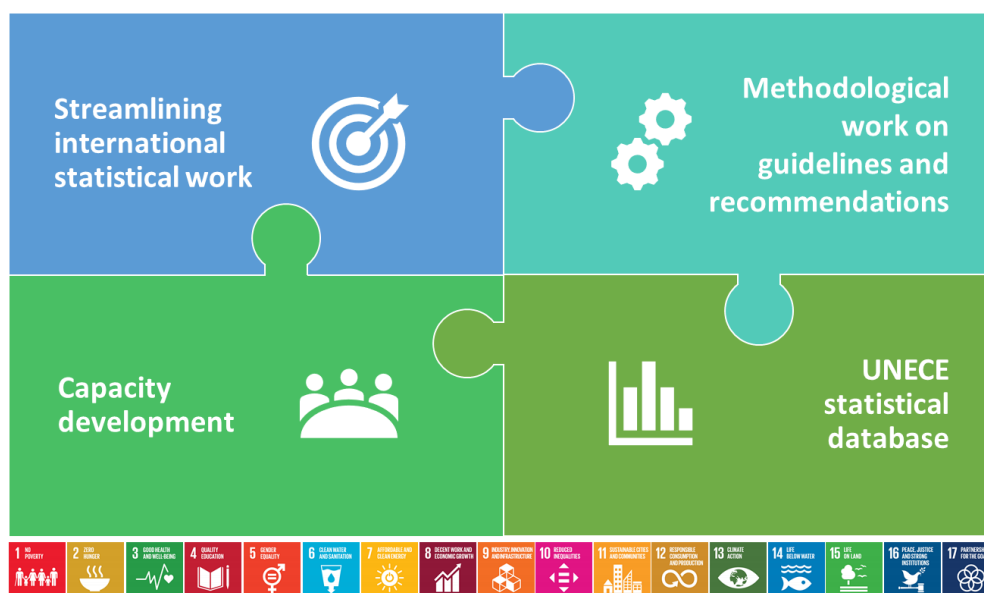 Streamlining
international
statistical work
Methodological
work on
guidelines and
recommendations
Capacity
development
UNECE
statistical
database
1 NO
POVERTY
2 ZERO
HUNGER
3 GOOD HEALTH
AND WELL-BEING
4 QUALITY
EDUCATION
5 GENDER
EQUALITY
6 CLEAN WATER
AND SANITATION
7 AFFORDABLE AND
CLEAN ENERGY
8 DECENT WORK AND
ECONOMIC GROWTH
9 INDUSTRY, INNOVATION
AND INFRASTRUCTURE
10 REDUCED
INEQUALITIES
11 SUSTAINABLE CITIES
AND COMMUNITIES
12 RESPONSIBLE
CONSUMPTION
AND PRODUCTION
13 CLIMATE
ACTION
14 LIFE
BELOW WATER
15 LIFE
ON LAND
16 PEACE, JUSTICE
AND STRONG
INSTITUTIONS
17
FOR THE